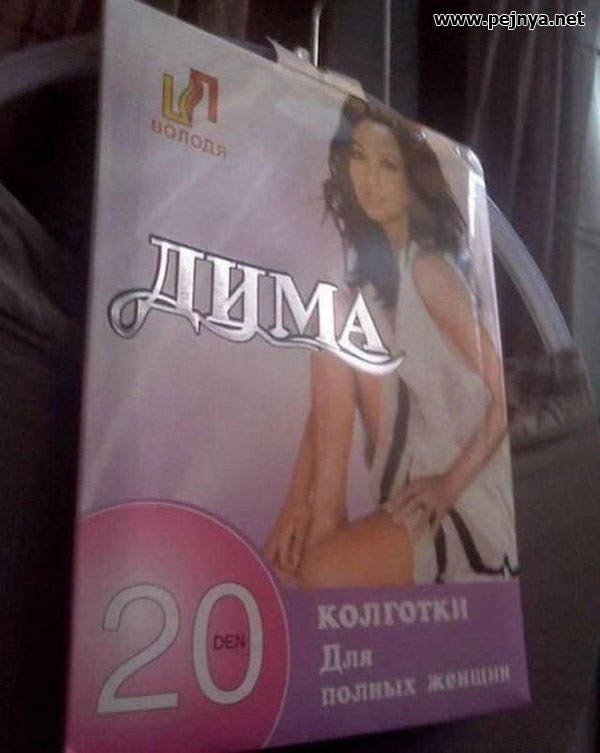 www.pejnya.net
ВОЛОДЯ
ДИМА
20
DEN
КОЛГОТКИ
Для
полных женщин